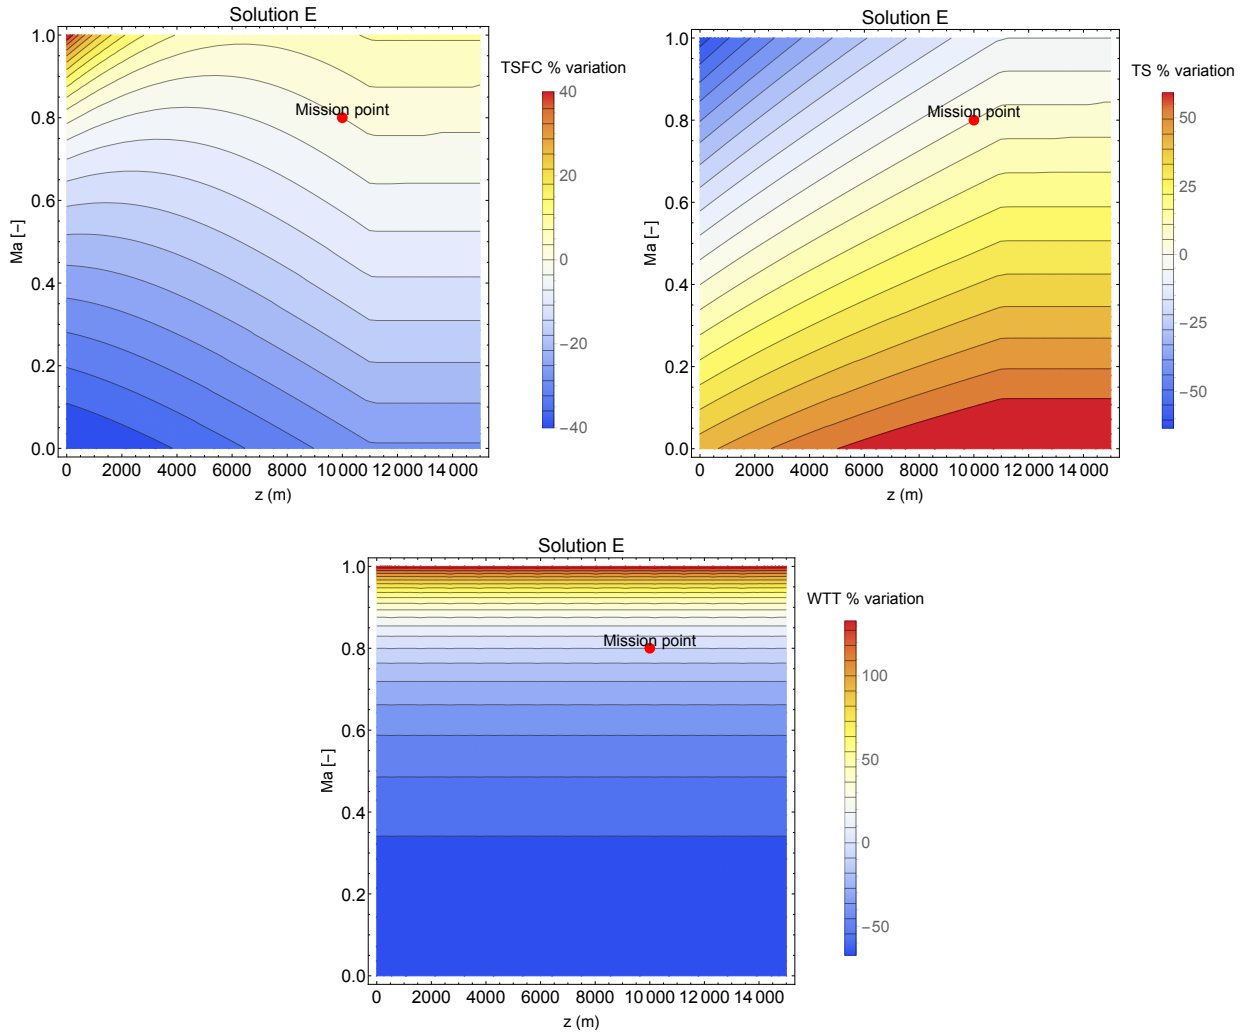 Solution E
TSFC % variation
Mission point
Ma [−]
1.0
0.8
0.6
0.4
0.2
0.0
0 2000 4000 6000 8000 10 000 12 000 14 000
z (m)
40
20
0
−20
−40
Solution E
TS % variation
Mission point
Ma [−]
1.0
0.8
0.6
0.4
0.2
0.0
0 2000 4000 6000 8000 10 000 12 000 14 000
z (m)
50
25
0
−25
−50
Solution E
WTT % variation
Mission point
Ma [−]
1.0
0.8
0.6
0.4
0.2
0.0
0 2000 4000 6000 8000 10 000 12 000 14 000
z (m)
100
50
0
−50